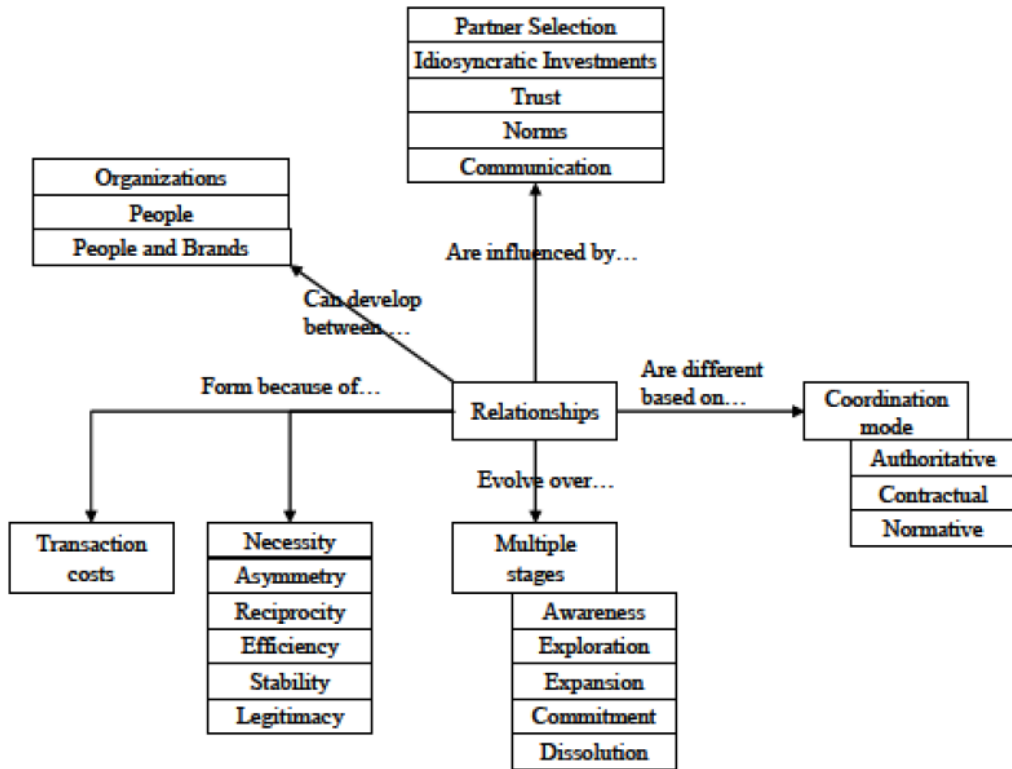 Partner Selection
Idiosyncratic Investments
Trust
Norms
Communication
Organizations
People
People and Brands
Are influenced by…
Can develop
between …
Form because of…
Are different
based on…
Relationships
Coordination
mode
Authoritative
Contractual
Normative
Evolve over…
Transaction
costs
Necessity
Asymmetry
Reciprocity
Efficiency
Stability
Legitimacy
Multiple
stages
Awareness
Exploration
Expansion
Commitment
Dissolution